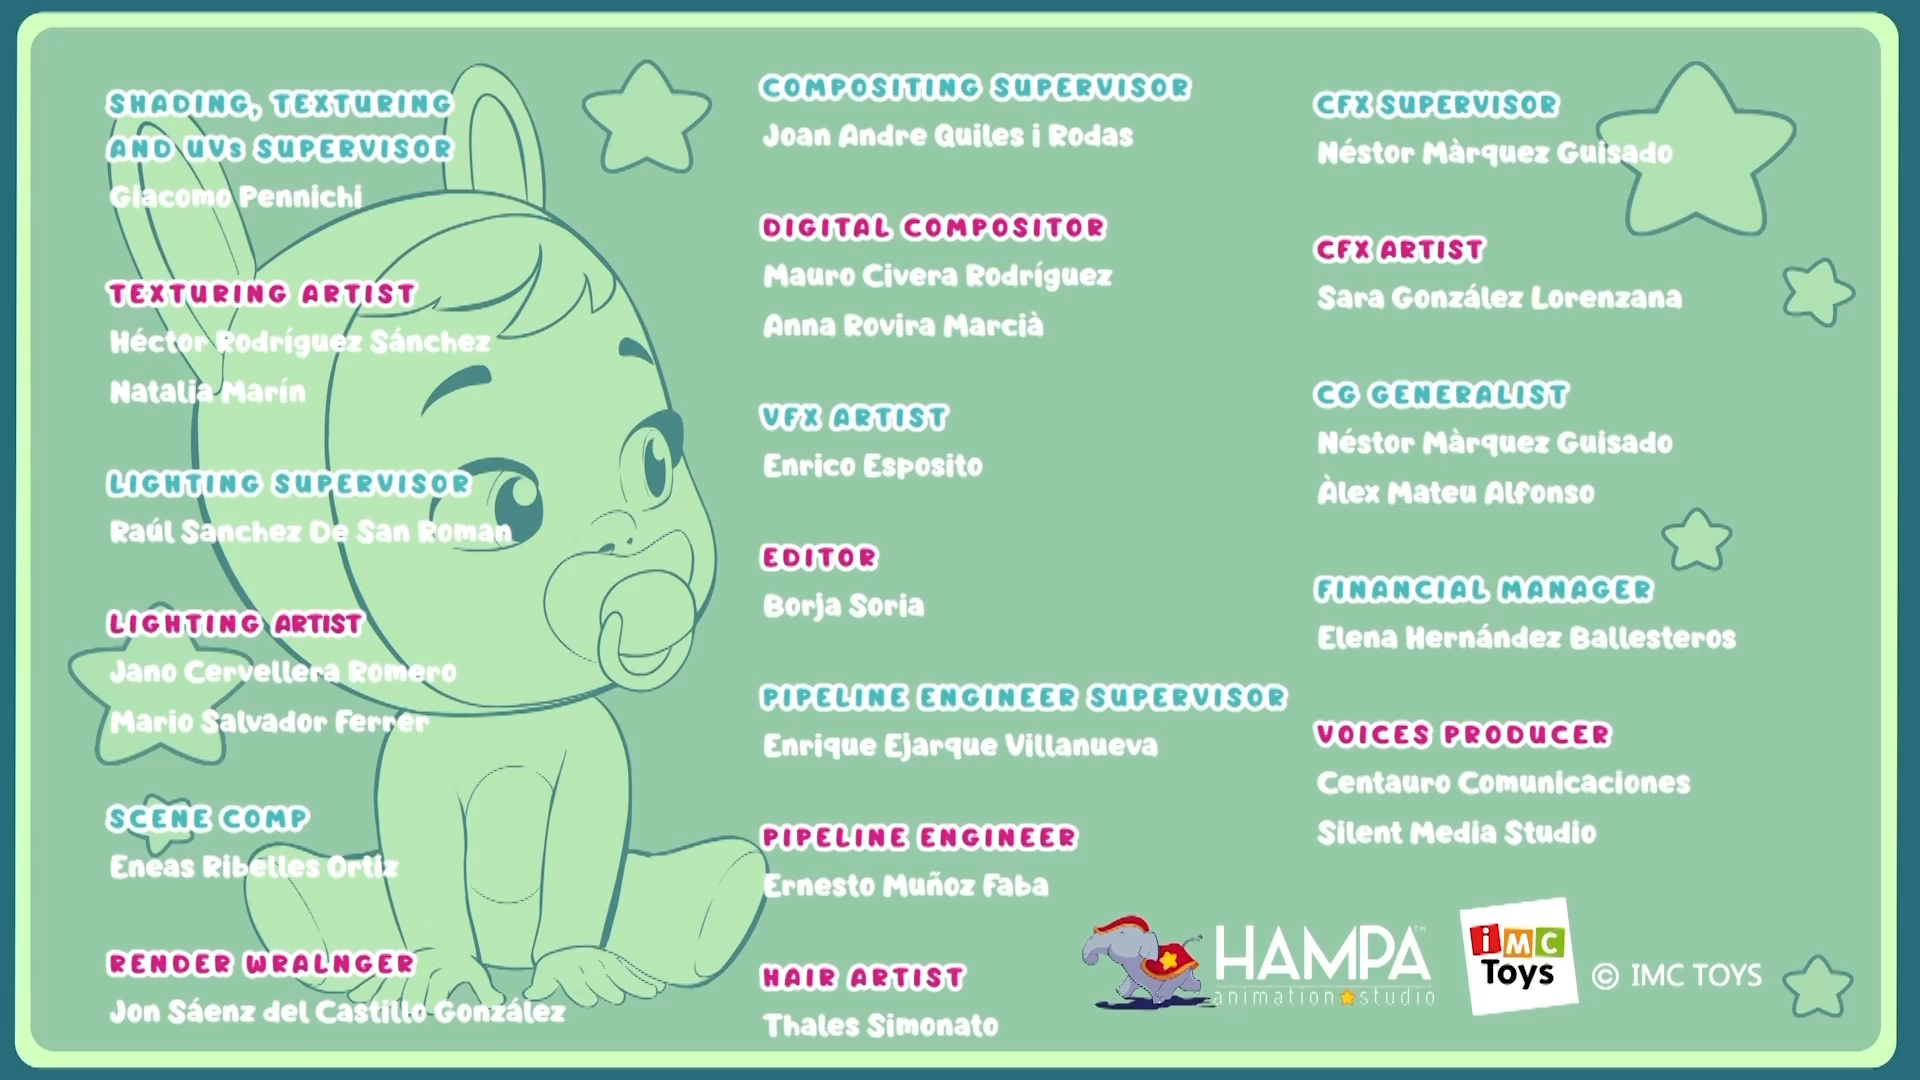 SHADING, TEXTURING
AND UVs SUPERVISOR
Giacomo Pennichi
TEXTURING ARTIST
Héctor Rodríguez Sánchez
Natalia Marín
LIGHTING SUPERVISOR
Raúl Sanchez De San Roman
LIGHTING ARTIST
Jano Cervellera Romero
Mario Salvador Ferrer
SCENE COMP
Eneas Ribelles Ortíz
RENDER WRALNGER
Jon Sáenz del Castillo González
COMPOSITING SUPERVISOR
Joan Andre Quiles i Rodas
DIGITAL COMPOSITOR
Mauro Civera Rodríguez
Anna Rovira Marcià
VFX ARTIST
Enrico Esposito
EDITOR
Borja Soria
PIPELINE ENGINEER SUPERVISOR
Enrique Ejarque Villanueva
PIPELINE ENGINEER
Ernesto Muñoz Faba
HAIR ARTIST
Thales Simonato
CFX SUPERVISOR
Néstor Màrquez Guisado
CFX ARTIST
Sara González Lorenzana
CG GENERALIST
Néstor Màrquez Guisado
Àlex Mateu Alfonso
FINANCIAL MANAGER
Elena Hernández Ballesteros
VOICES PRODUCER
Centauro Comunicaciones
Silent Media Studio
HAMPA™
animation studio
iMC
Toys
© IMC TOYS